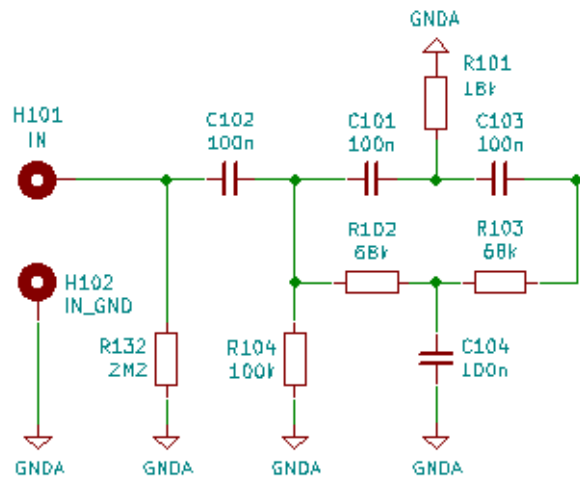 GNDA
R101
18k
H101
IN
C102
100n
C101
100n
C103
100n
R102
68k
R103
68k
H102
IN_GND
R132
2M2
R104
100k
C104
100n
GNDA
GNDA
GNDA
GNDA